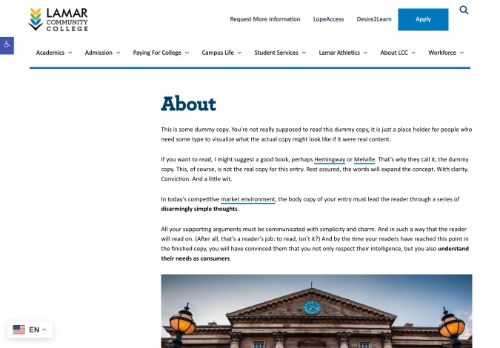 LAMAR
COMMUNITY
COLLEGE
Request More Information LopeAccess Desire2Learn Apply
Academics Admission Paying For College Campus Life Student Services Lamar Athletics About LCC Workforce
About
This is some dummy copy. You're not really supposed to read this dummy copy, it is just a place holder for people who
need some type to visualize what the actual copy might look like if it were real content.
If you want to read, I might suggest a good book, perhaps Hemingway or Melville. That's why they call it, the dummy
copy. This, of course, is not the real copy for this entry. Rest assured, the words will expand the concept. With clarity.
Conviction. And a little wit.
In today's competitive market environment, the body copy of your entry must lead the reader through a series of
disarmingly simple thoughts.
All your supporting arguments must be communicated with simplicity and charm. And in such a way that the reader
will read on. (After all, that's a reader's job: to read, isn't it?) And by the time your readers have reached this point in
the finished copy, you will have convinced them that you not only respect their intelligence, but you also understand
their needs as consumers.
EN